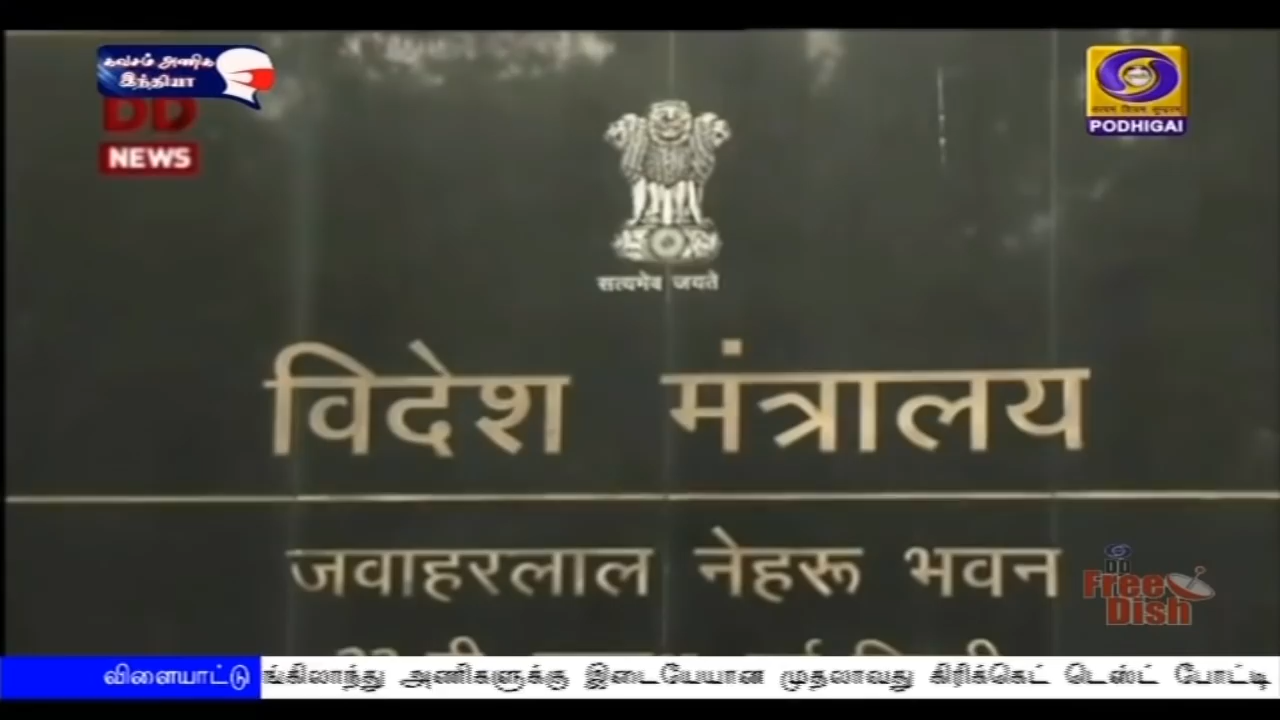 கவசம் அணிக
இந்தியா
DD
NEWS
PODHIGAI
सत्यमेव जयते
विदेश मंत्रालय
जवाहरलाल नेहरू भवन
DD
Free
Dish
விளையாட்டு ங்கிலாந்து அணிகளுக்கு இடையேயான முதலாவது கிரிக்கெட் டெஸ்ட் போட்டி